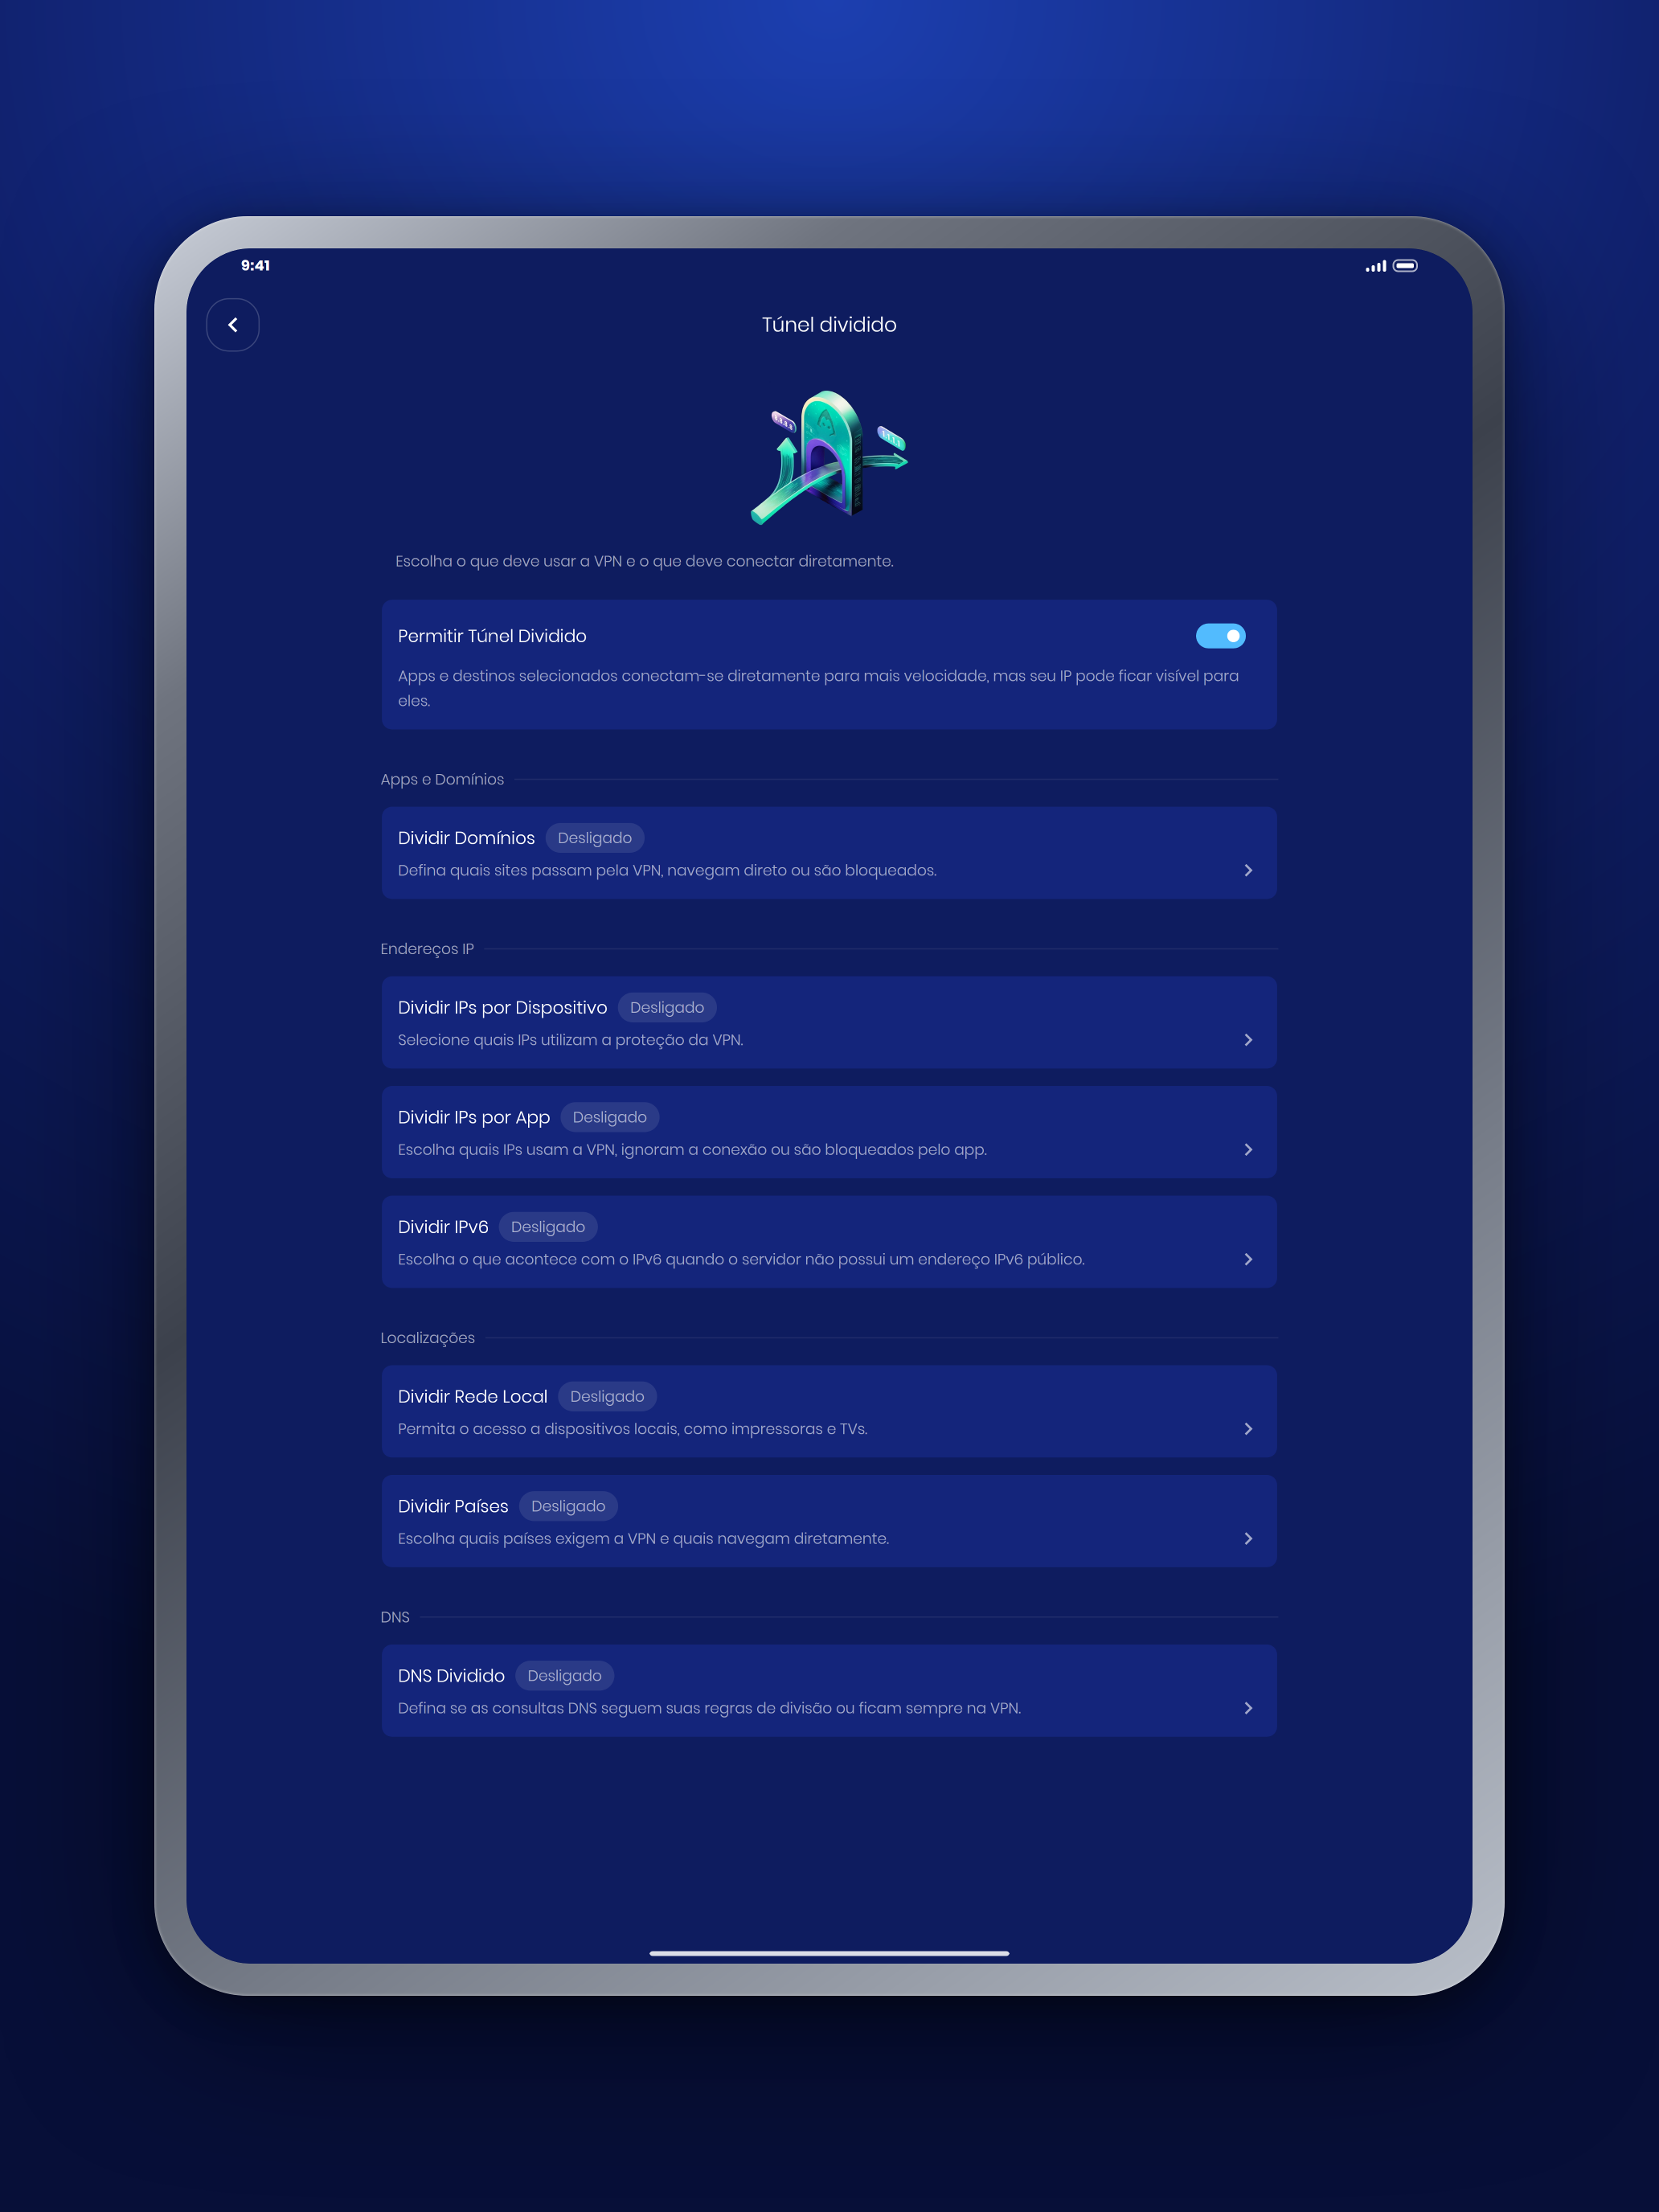 9:41
Túnel dividido
Escolha o que deve usar a VPN e o que deve conectar diretamente.
Permitir Túnel Dividido
Apps e destinos selecionados conectam-se diretamente para mais velocidade, mas seu IP pode ficar visível para
eles.
Apps e Domínios
Dividir Domínios Desligado
Defina quais sites passam pela VPN, navegam direto ou são bloqueados.
Endereços IP
Dividir IPs por Dispositivo Desligado
Selecione quais IPs utilizam a proteção da VPN.
Dividir IPs por App Desligado
Escolha quais IPs usam a VPN, ignoram a conexão ou são bloqueados pelo app.
Dividir IPv6 Desligado
Escolha o que acontece com o IPv6 quando o servidor não possui um endereço IPv6 público.
Localizações
Dividir Rede Local Desligado
Permita o acesso a dispositivos locais, como impressoras e TVs.
Dividir Países Desligado
Escolha quais países exigem a VPN e quais navegam diretamente.
DNS
DNS Dividido Desligado
Defina se as consultas DNS seguem suas regras de divisão ou ficam sempre na VPN.